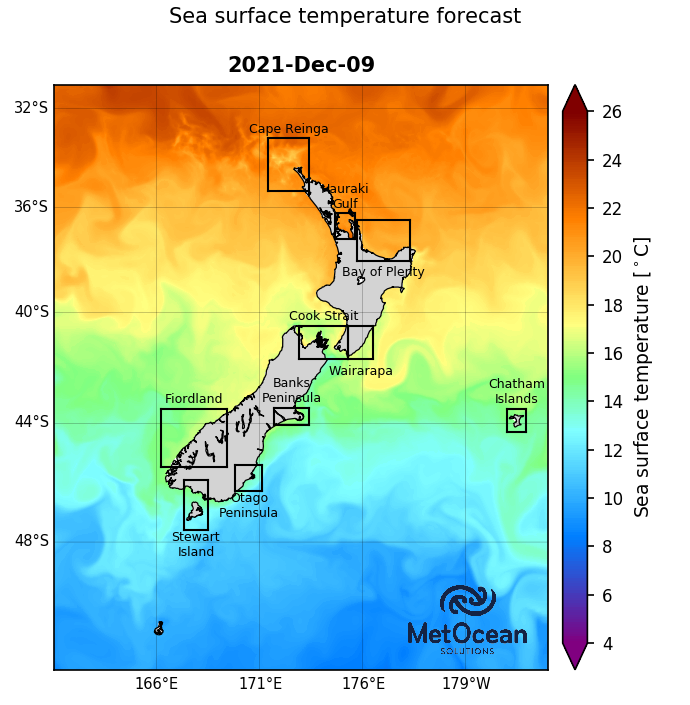 Sea surface temperature forecast
2021-Dec-09
32°S
36°S
40°S
44°S
48°S
Cape Reinga
Hauraki
Gulf
Bay of Plenty
Cook Strait
Wairarapa
Banks
Peninsula
Fiordland
Chatham
Islands
Otago
Peninsula
Stewart
Island
MetOcean
SOLUTIONS
166°E
171°E
176°E
179°W
26
24
22
20
18
16
14
12
10
8
6
4
Sea surface temperature [°C]